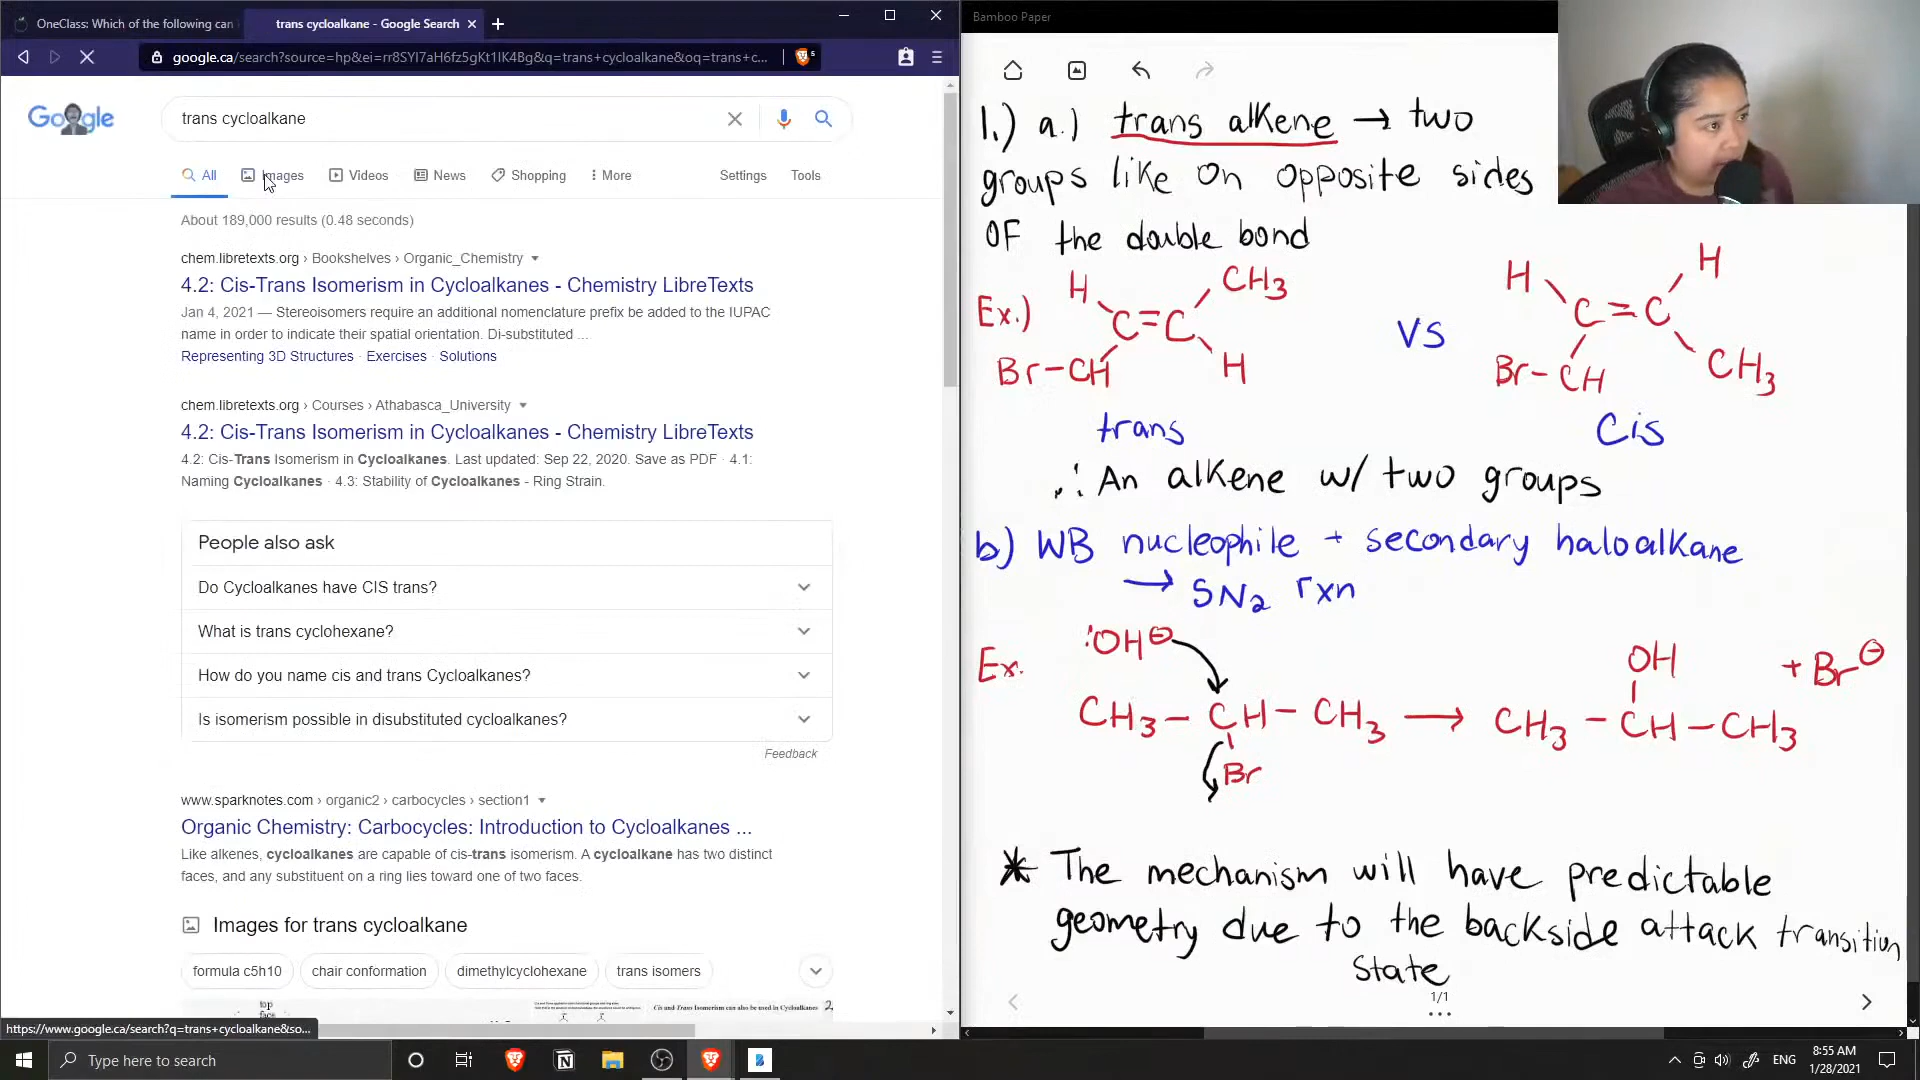 OneClass: Which of the following can
trans cycloalkane - Google Search
google.ca/search?source=hp&ei=rr8SYI7aH6fz5gKt1IK4Bg&q=trans+cycloalkane&oq=trans+c...
5
Google
trans cycloalkane
All Images Videos News Shopping More Settings Tools
About 189,000 results (0.48 seconds)
chem.libretexts.org › Bookshelves › Organic_Chemistry
4.2: Cis-Trans Isomerism in Cycloalkanes - Chemistry LibreTexts
Jan 4, 2021 — Stereoisomers require an additional nomenclature prefix be added to the IUPAC
name in order to indicate their spatial orientation. Di-substituted ...
Representing 3D Structures · Exercises · Solutions
chem.libretexts.org › Courses › Athabasca_University
4.2: Cis-Trans Isomerism in Cycloalkanes - Chemistry LibreTexts
4.2: Cis-Trans Isomerism in Cycloalkanes. Last updated: Sep 22, 2020. Save as PDF · 4.1:
Naming Cycloalkanes · 4.3: Stability of Cycloalkanes - Ring Strain.
People also ask
Do Cycloalkanes have CIS trans?
What is trans cyclohexane?
How do you name cis and trans Cycloalkanes?
Is isomerism possible in disubstituted cycloalkanes?
Feedback
www.sparknotes.com › organic2 › carbocycles › section1
Organic Chemistry: Carbocycles: Introduction to Cycloalkanes ...
Like alkenes, cycloalkanes are capable of cis-trans isomerism. A cycloalkane has two distinct
faces, and any substituent on a ring lies toward one of two faces.
Images for trans cycloalkane
formula c5h10 chair conformation dimethylcyclohexane trans isomers
top
face
Cis and Trans Isomerism can also be used in Cycloalkanes
https://www.google.ca/search?q=trans+cycloalkane&so...
Bamboo Paper
1.) a.) trans alkene → two
groups like on opposite sides
OF the double bond
Ex.)
H CH3
C=C
Br-CH H
trans
VS
H H
C=C
Br-CH CH3
Cis
∴ An alkene w/ two groups
b) WB nucleophile + secondary haloalkane
→ SN2 rxn
Ex.
:OH⊖
CH3-CH-CH3 →
Br
OH
CH3-CH-CH3
+ Br⊖
* The mechanism will have predictable
geometry due to the backside attack transition
state
1/1
Type here to search
ENG
8:55 AM
1/28/2021